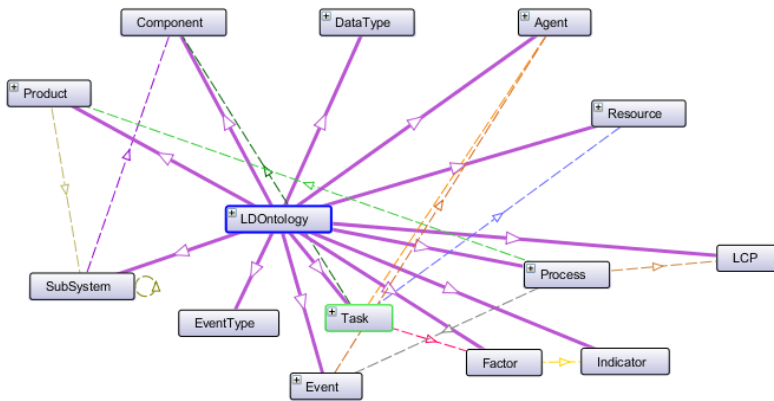 Component
DataType
Agent
Product
Resource
LDOntology
LCP
Process
SubSystem
EventType
Task
Factor
Indicator
Event